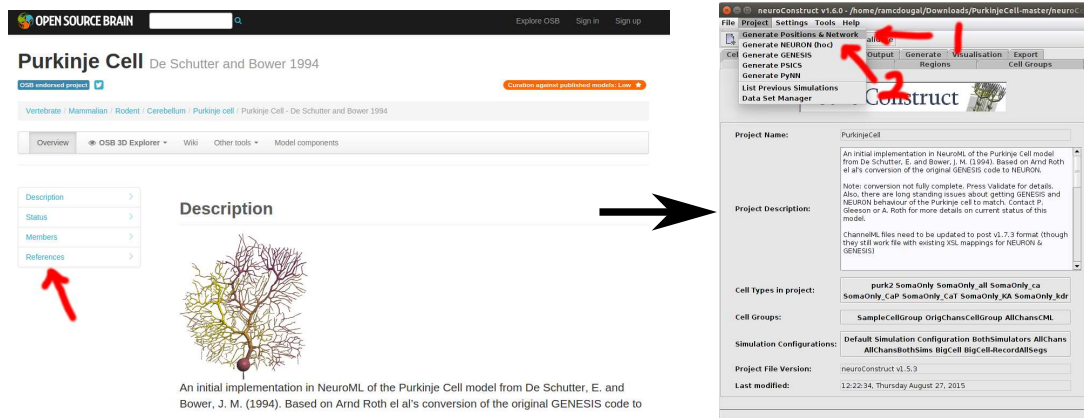 OPEN SOURCE BRAIN
Explore OSB Sign in Sign up
Purkinje Cell De Schutter and Bower 1994
OSB endorsed project
Curation against published models: Low ★
Vertebrate / Mammalian / Rodent / Cerebellum / Purkinje cell / Purkinje Cell - De Schutter and Bower 1994
Overview
OSB 3D Explorer
Wiki
Other tools
Model components
Description
Status
Members
References
Description
An initial implementation in NeuroML of the Purkinje Cell model from De Schutter, E. and
Bower, J. M. (1994). Based on Arnd Roth el al's conversion of the original GENESIS code to
neuroConstruct v1.6.0 - /home/ramcdougal/Downloads/PurkinjeCell-master/neuroC
File Project Settings Tools Help
Generate Positions & Network
Generate NEURON (hoc)
Generate GENESIS
Generate PSICS
Generate PyNN
List Previous Simulations
Data Set Manager
1
2
Output Generate Visualisation Export
Regions Cell Groups
Construct
Project Name: PurkinjeCell
Project Description:
An initial implementation in NeuroML of the Purkinje Cell model
from De Schutter, E. and Bower, J. M. (1994). Based on Arnd Roth
el al's conversion of the original GENESIS code to NEURON.
Note: conversion not fully complete. Press Validate for details.
Also, there are long standing issues about getting GENESIS and
NEURON behaviour of the Purkinje cell to match. Contact P.
Gleeson or A. Roth for more details on current status of this
model.
ChannelML files need to be updated to post v1.7.3 format (though
they still work file with existing XSL mappings for NEURON &
GENESIS)
Cell Types in project:
purk2 SomaOnly SomaOnly_all SomaOnly_ca
SomaOnly_CaP SomaOnly_CaT SomaOnly_KA SomaOnly_kdr
Cell Groups: SampleCellGroup OrigChansCellGroup AllChansCML
Simulation Configurations:
Default Simulation Configuration BothSimulators AllChans
AllChansBothSims BigCell BigCell-RecordAllSegs
Project File Version: neuroConstruct v1.5.3
Last modified: 12:22:34, Thursday August 27, 2015